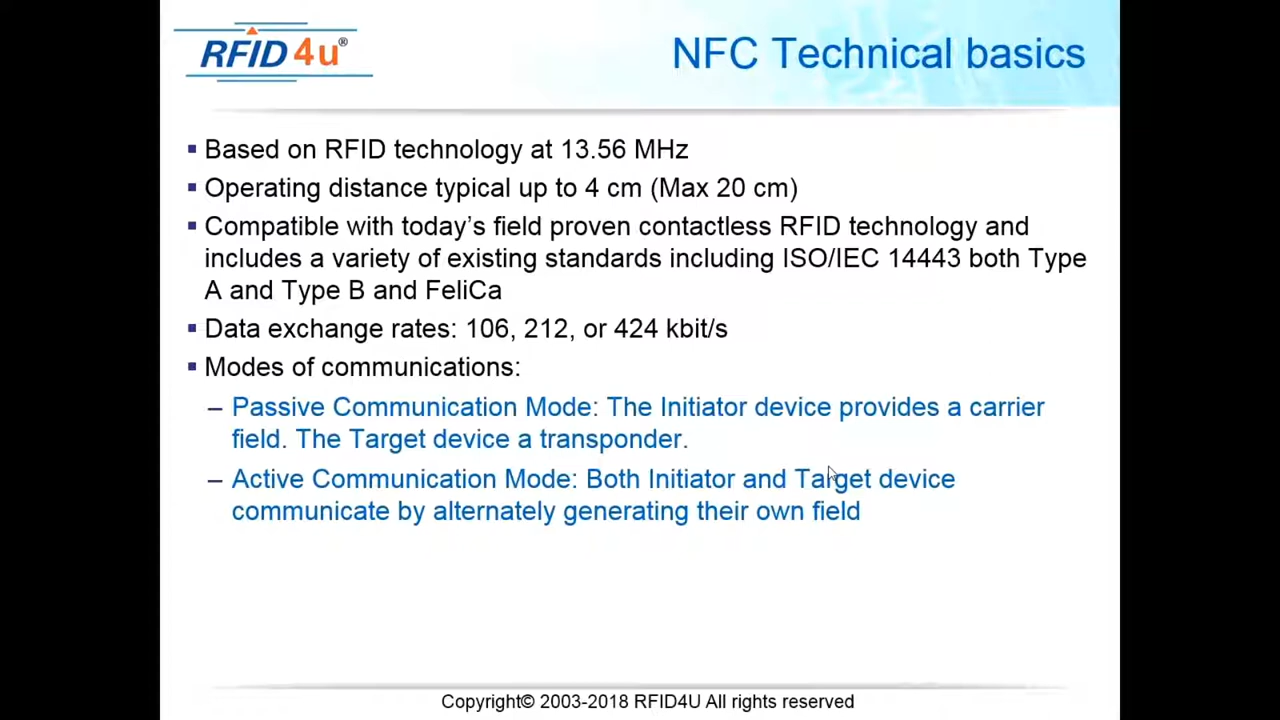 RFID4u®
NFC Technical basics
▪ Based on RFID technology at 13.56 MHz
▪ Operating distance typical up to 4 cm (Max 20 cm)
▪ Compatible with today’s field proven contactless RFID technology and
includes a variety of existing standards including ISO/IEC 14443 both Type
A and Type B and FeliCa
▪ Data exchange rates: 106, 212, or 424 kbit/s
▪ Modes of communications:
– Passive Communication Mode: The Initiator device provides a carrier
field. The Target device a transponder.
– Active Communication Mode: Both Initiator and Target device
communicate by alternately generating their own field
Copyright© 2003-2018 RFID4U All rights reserved